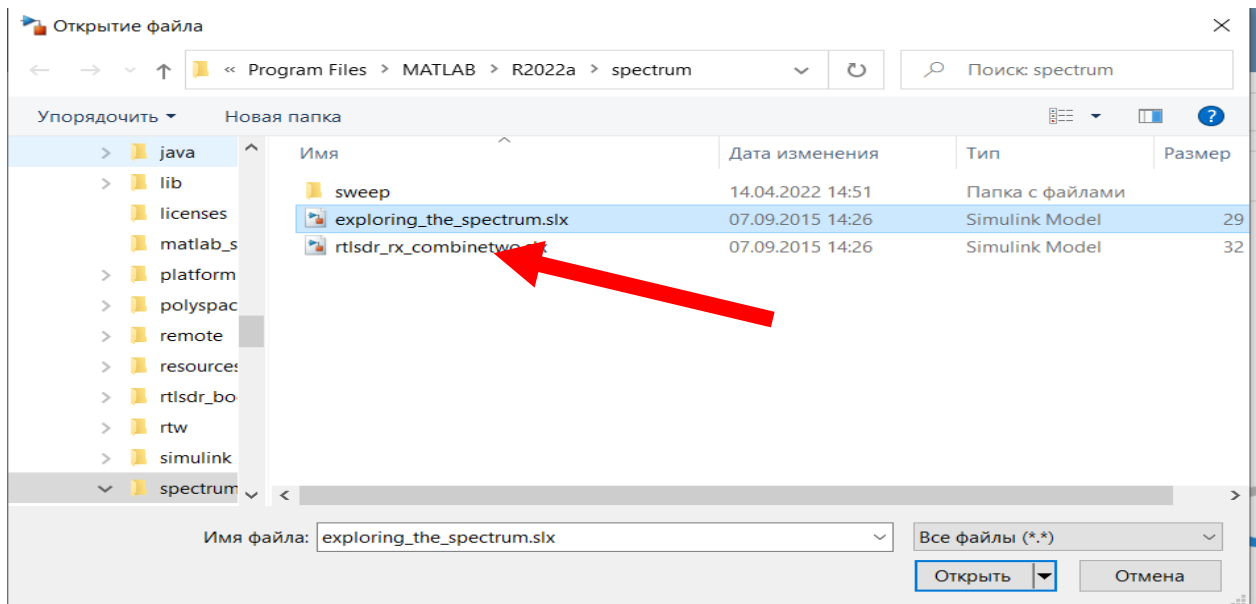 Открытие файла
« Program Files > MATLAB > R2022a > spectrum
Поиск: spectrum
Упорядочить Новая папка
Имя Дата изменения Тип Размер
java
lib
licenses
matlab_s
platform
polyspac
remote
resources
rtlsdr_bo
rtw
simulink
spectrum
sweep 14.04.2022 14:51 Папка с файлами
exploring_the_spectrum.slx 07.09.2015 14:26 Simulink Model 29
rtlsdr_rx_combinetwo.slx 07.09.2015 14:26 Simulink Model 32
Имя файла: exploring_the_spectrum.slx Все файлы (*.*)
Открыть Отмена